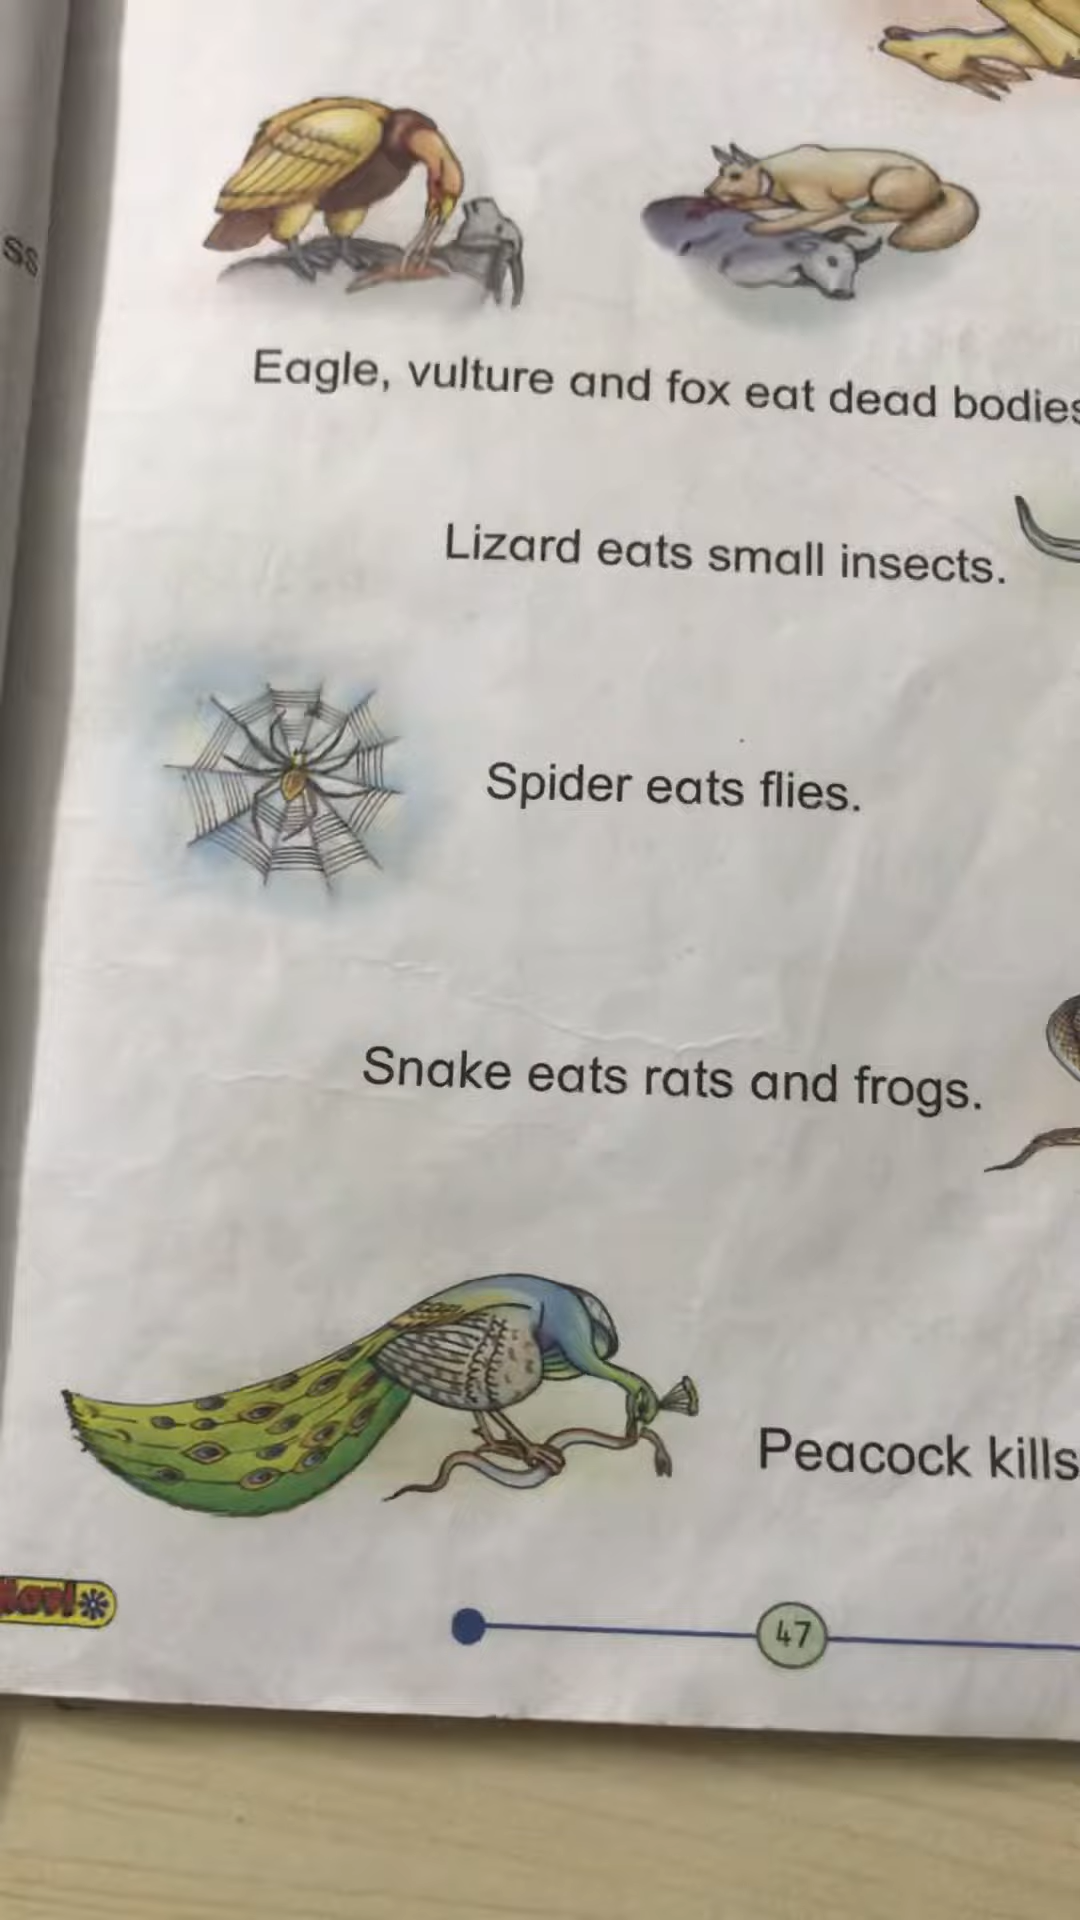 ss
Eagle, vulture and fox eat dead bodies
Lizard eats small insects.
Spider eats flies.
Snake eats rats and frogs.
Peacock kills
47